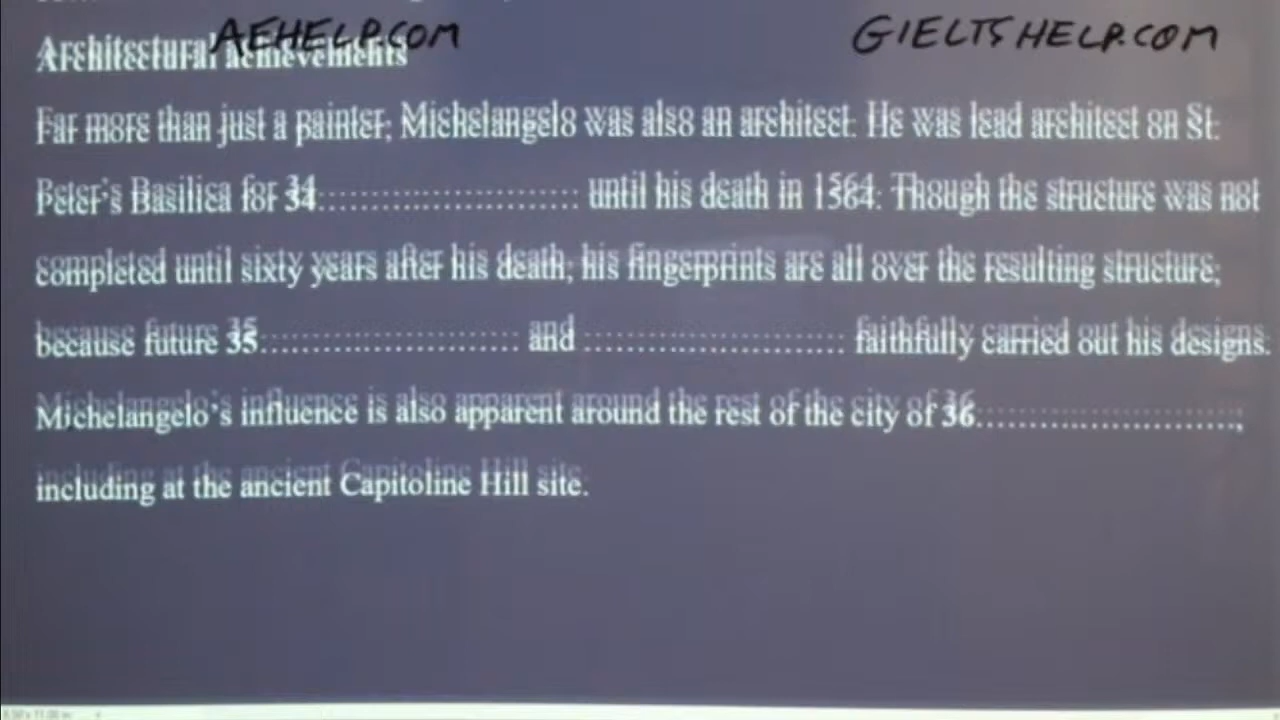 AEHELP.COM
GIELTSHELP.COM
Architectural achievements
Far more than just a painter, Michelangelo was also an architect. He was lead architect on St.
Peter's Basilica for 34.......................... until his death in 1564. Though the structure was not
completed until sixty years after his death, his fingerprints are all over the resulting structure,
because future 35.......................... and .......................... faithfully carried out his designs.
Michelangelo's influence is also apparent around the rest of the city of 36..........................,
including at the ancient Capitoline Hill site.